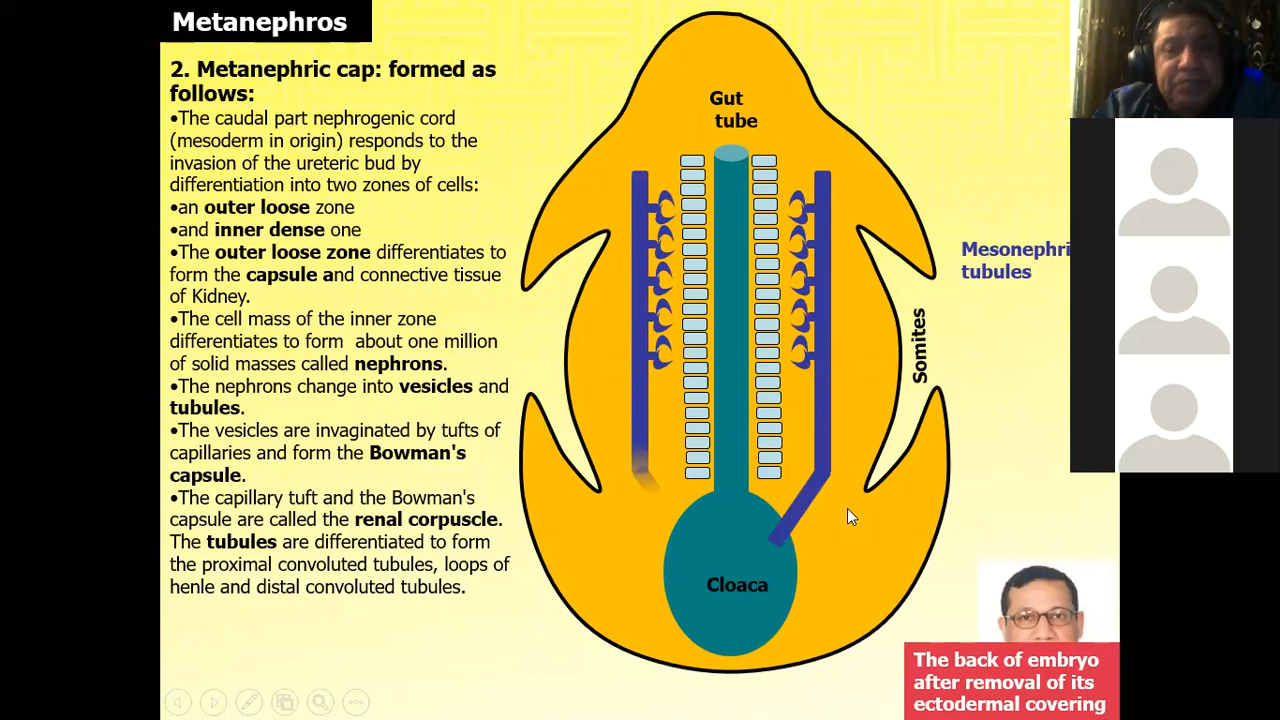 Metanephros
2. Metanephric cap: formed as
follows:
•The caudal part nephrogenic cord
(mesoderm in origin) responds to the
invasion of the ureteric bud by
differentiation into two zones of cells:
•an outer loose zone
•and inner dense one
•The outer loose zone differentiates to
form the capsule and connective tissue
of Kidney.
•The cell mass of the inner zone
differentiates to form about one million
of solid masses called nephrons.
•The nephrons change into vesicles and
tubules.
•The vesicles are invaginated by tufts of
capillaries and form the Bowman's
capsule.
•The capillary tuft and the Bowman's
capsule are called the renal corpuscle.
The tubules are differentiated to form
the proximal convoluted tubules, loops of
henle and distal convoluted tubules.
Gut
tube
Mesonephri
tubules
Somites
Cloaca
The back of embryo
after removal of its
ectodermal covering